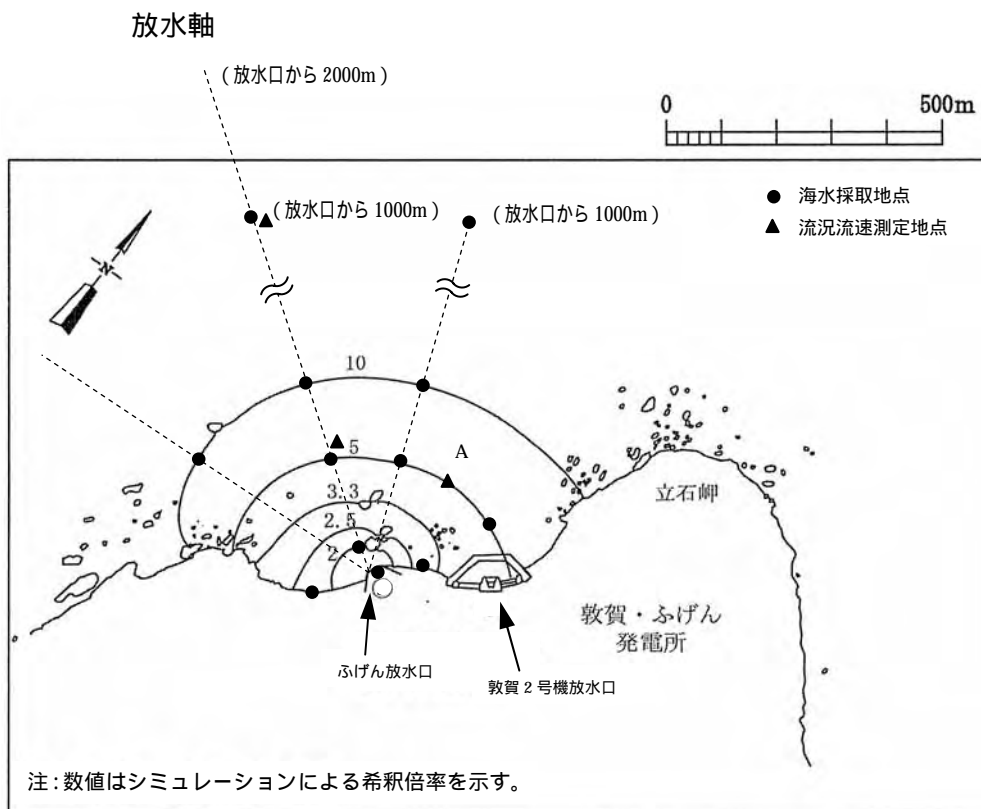 放水軸
(放水口から 2000m)
0 500m
(放水口から 1000m)
(放水口から 1000m)
● 海水採取地点
▲ 流況流速測定地点
N
10
5
A
3.3
2.5
2
立石岬
敦賀・ふげん
発電所
ふげん放水口
敦賀2号機放水口
注:数値はシミュレーションによる希釈倍率を示す。